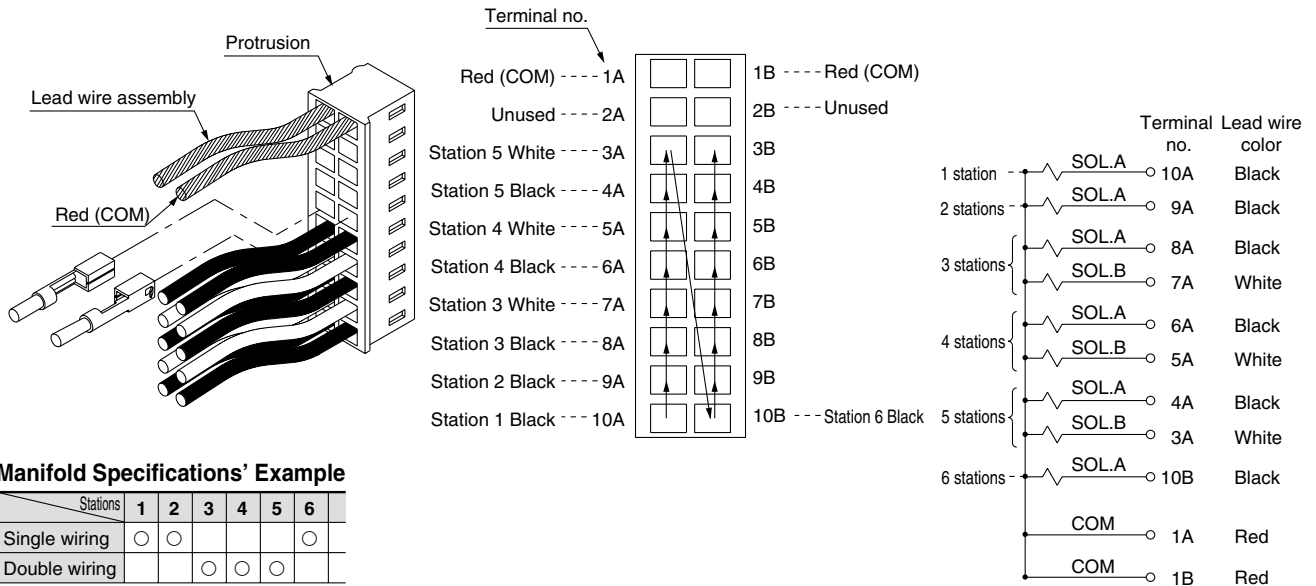 Terminal no.
Protrusion
Lead wire assembly
Red (COM)
Red (COM) 1A
Unused 2A
Station 5 White 3A
Station 5 Black 4A
Station 4 White 5A
Station 4 Black 6A
Station 3 White 7A
Station 3 Black 8A
Station 2 Black 9A
Station 1 Black 10A
1B Red (COM)
2B Unused
3B
4B
5B
6B
7B
8B
9B
10B Station 6 Black
Terminal no. Lead wire color
1 station SOL.A 10A Black
2 stations SOL.A 9A Black
3 stations
SOL.A 8A Black
SOL.B 7A White
4 stations
SOL.A 6A Black
SOL.B 5A White
5 stations
SOL.A 4A Black
SOL.B 3A White
6 stations SOL.A 10B Black
COM 1A Red
COM 1B Red
Manifold Specifications’ Example
Stations 1 2 3 4 5 6
Single wiring ○ ○ ○
Double wiring ○ ○ ○